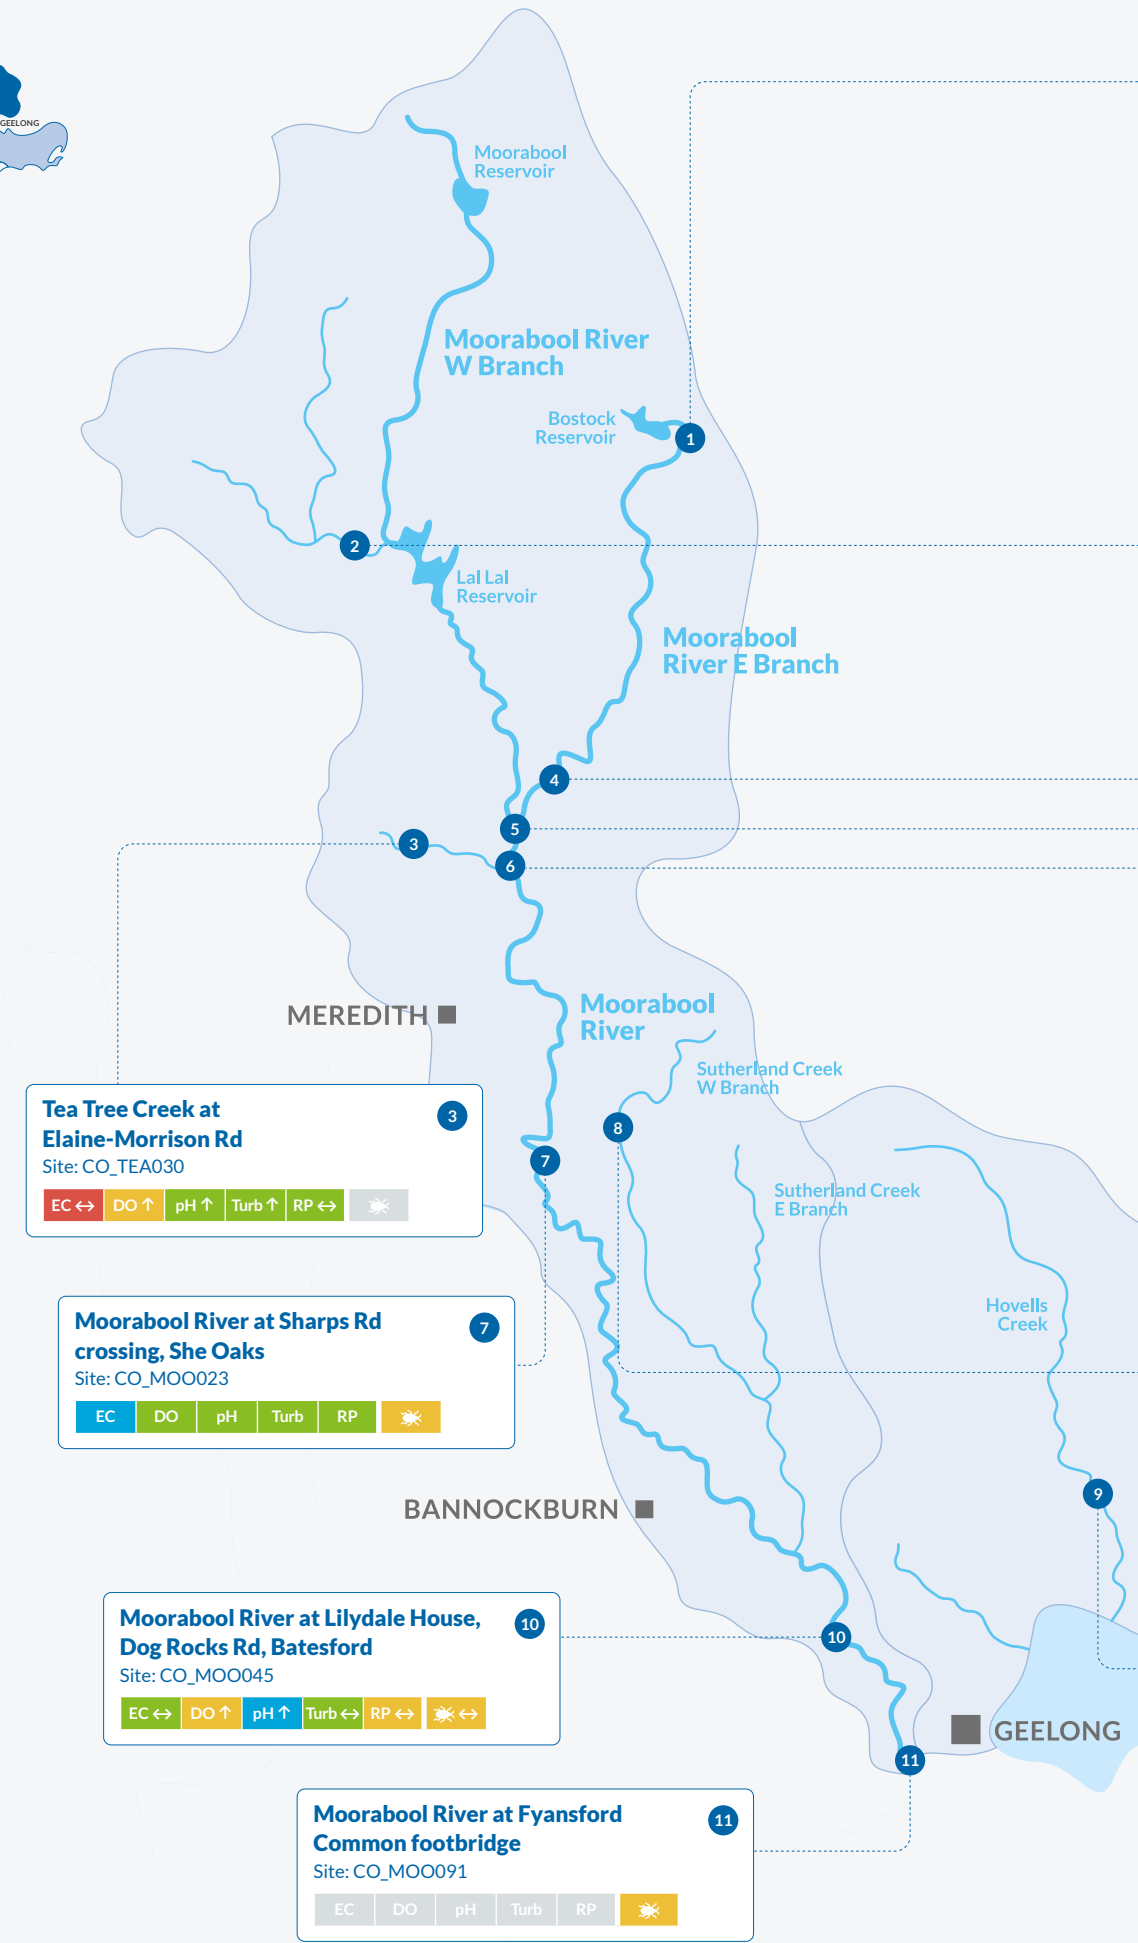 GEELONG
Moorabool
Reservoir
Moorabool River
W Branch
Bostock
Reservoir
1
2
Lal Lal
Reservoir
Moorabool
River E Branch
4
5
3
6
MEREDITH
Moorabool
River
Sutherland Creek
W Branch
Tea Tree Creek at
Elaine-Morrison Rd
3
Site: CO_TEA030
EC ↔ DO ↑ pH ↑ Turb ↑ RP ↔
8
7
Sutherland Creek
E Branch
Hovells
Creek
Moorabool River at Sharps Rd
crossing, She Oaks
7
Site: CO_MOO023
EC DO pH Turb RP
9
BANNOCKBURN
Moorabool River at Lilydale House,
Dog Rocks Rd, Batesford
10
Site: CO_MOO045
EC ↔ DO ↑ pH ↑ Turb ↔ RP ↔ ↔
10
GEELONG
11
Moorabool River at Fyansford
Common footbridge
11
Site: CO_MOO091
EC DO pH Turb RP